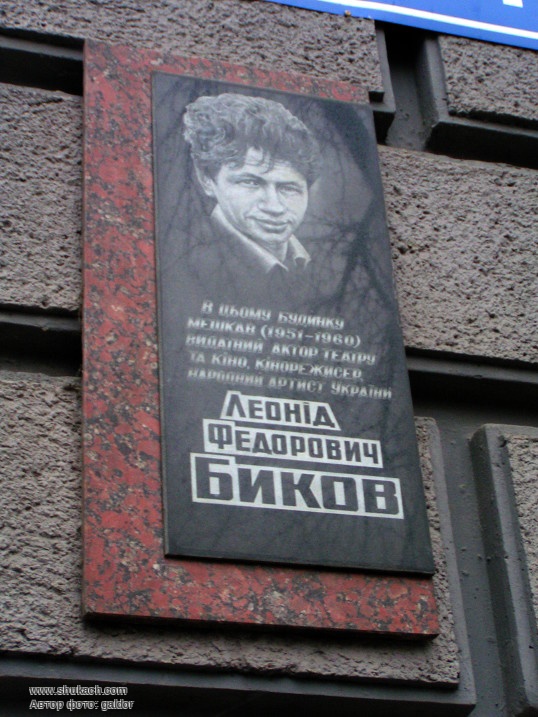 В ЦЬОМУ БУДИНКУ
МЕШКАВ (1951-1960)
ВИДАТНИЙ АКТОР ТЕАТРУ
ТА КІНО, КІНОРЕЖИСЕР
НАРОДНИЙ АРТИСТ УКРАЇНИ
ЛЕОНІД
ФЕДОРОВИЧ
БИКОВ
www.shukach.com
Автор фото: gaktor